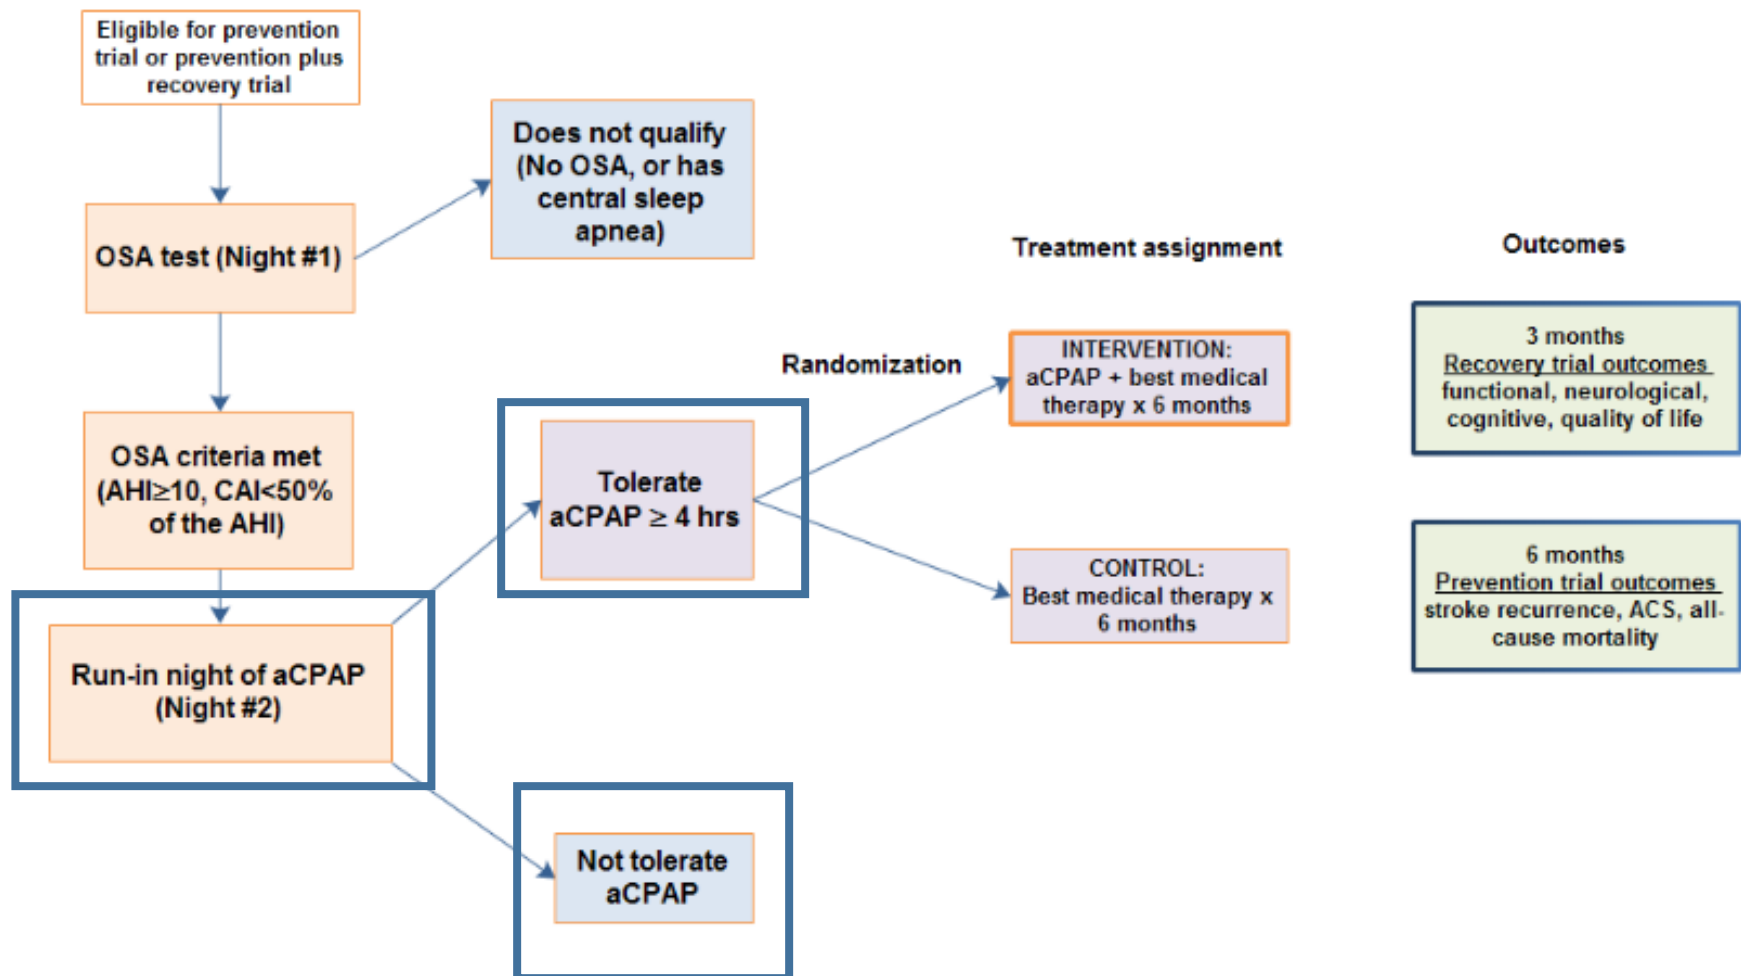 Eligible for prevention
trial or prevention plus
recovery trial
OSA test (Night #1)
Does not qualify
(No OSA, or has
central sleep
apnea)
OSA criteria met
(AHI≥10, CAI<50%
of the AHI)
Run-in night of aCPAP
(Night #2)
Tolerate
aCPAP ≥ 4 hrs
Not tolerate
aCPAP
Randomization
Treatment assignment
INTERVENTION:
aCPAP + best medical
therapy x 6 months
CONTROL:
Best medical therapy x
6 months
Outcomes
3 months
Recovery trial outcomes
functional, neurological,
cognitive, quality of life
6 months
Prevention trial outcomes
stroke recurrence, ACS, all-
cause mortality